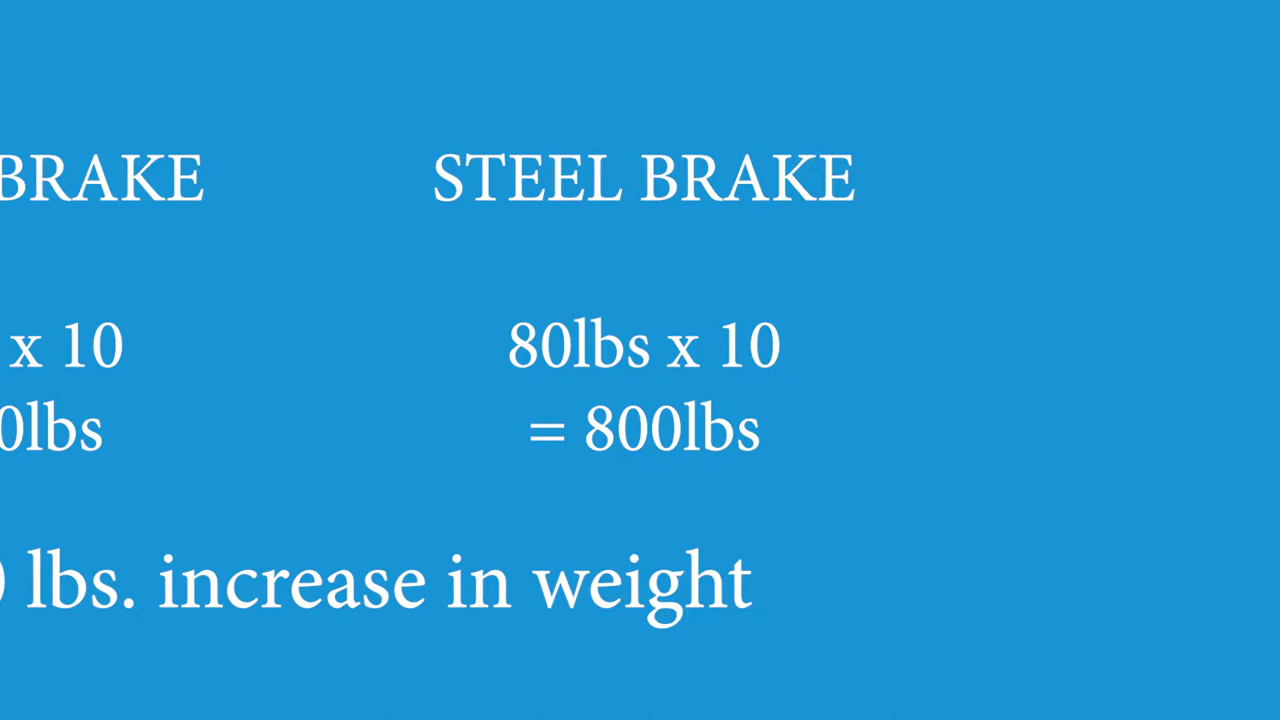 BRAKE STEEL BRAKE
x 10 80lbs x 10
0lbs = 800lbs
lbs. increase in weight